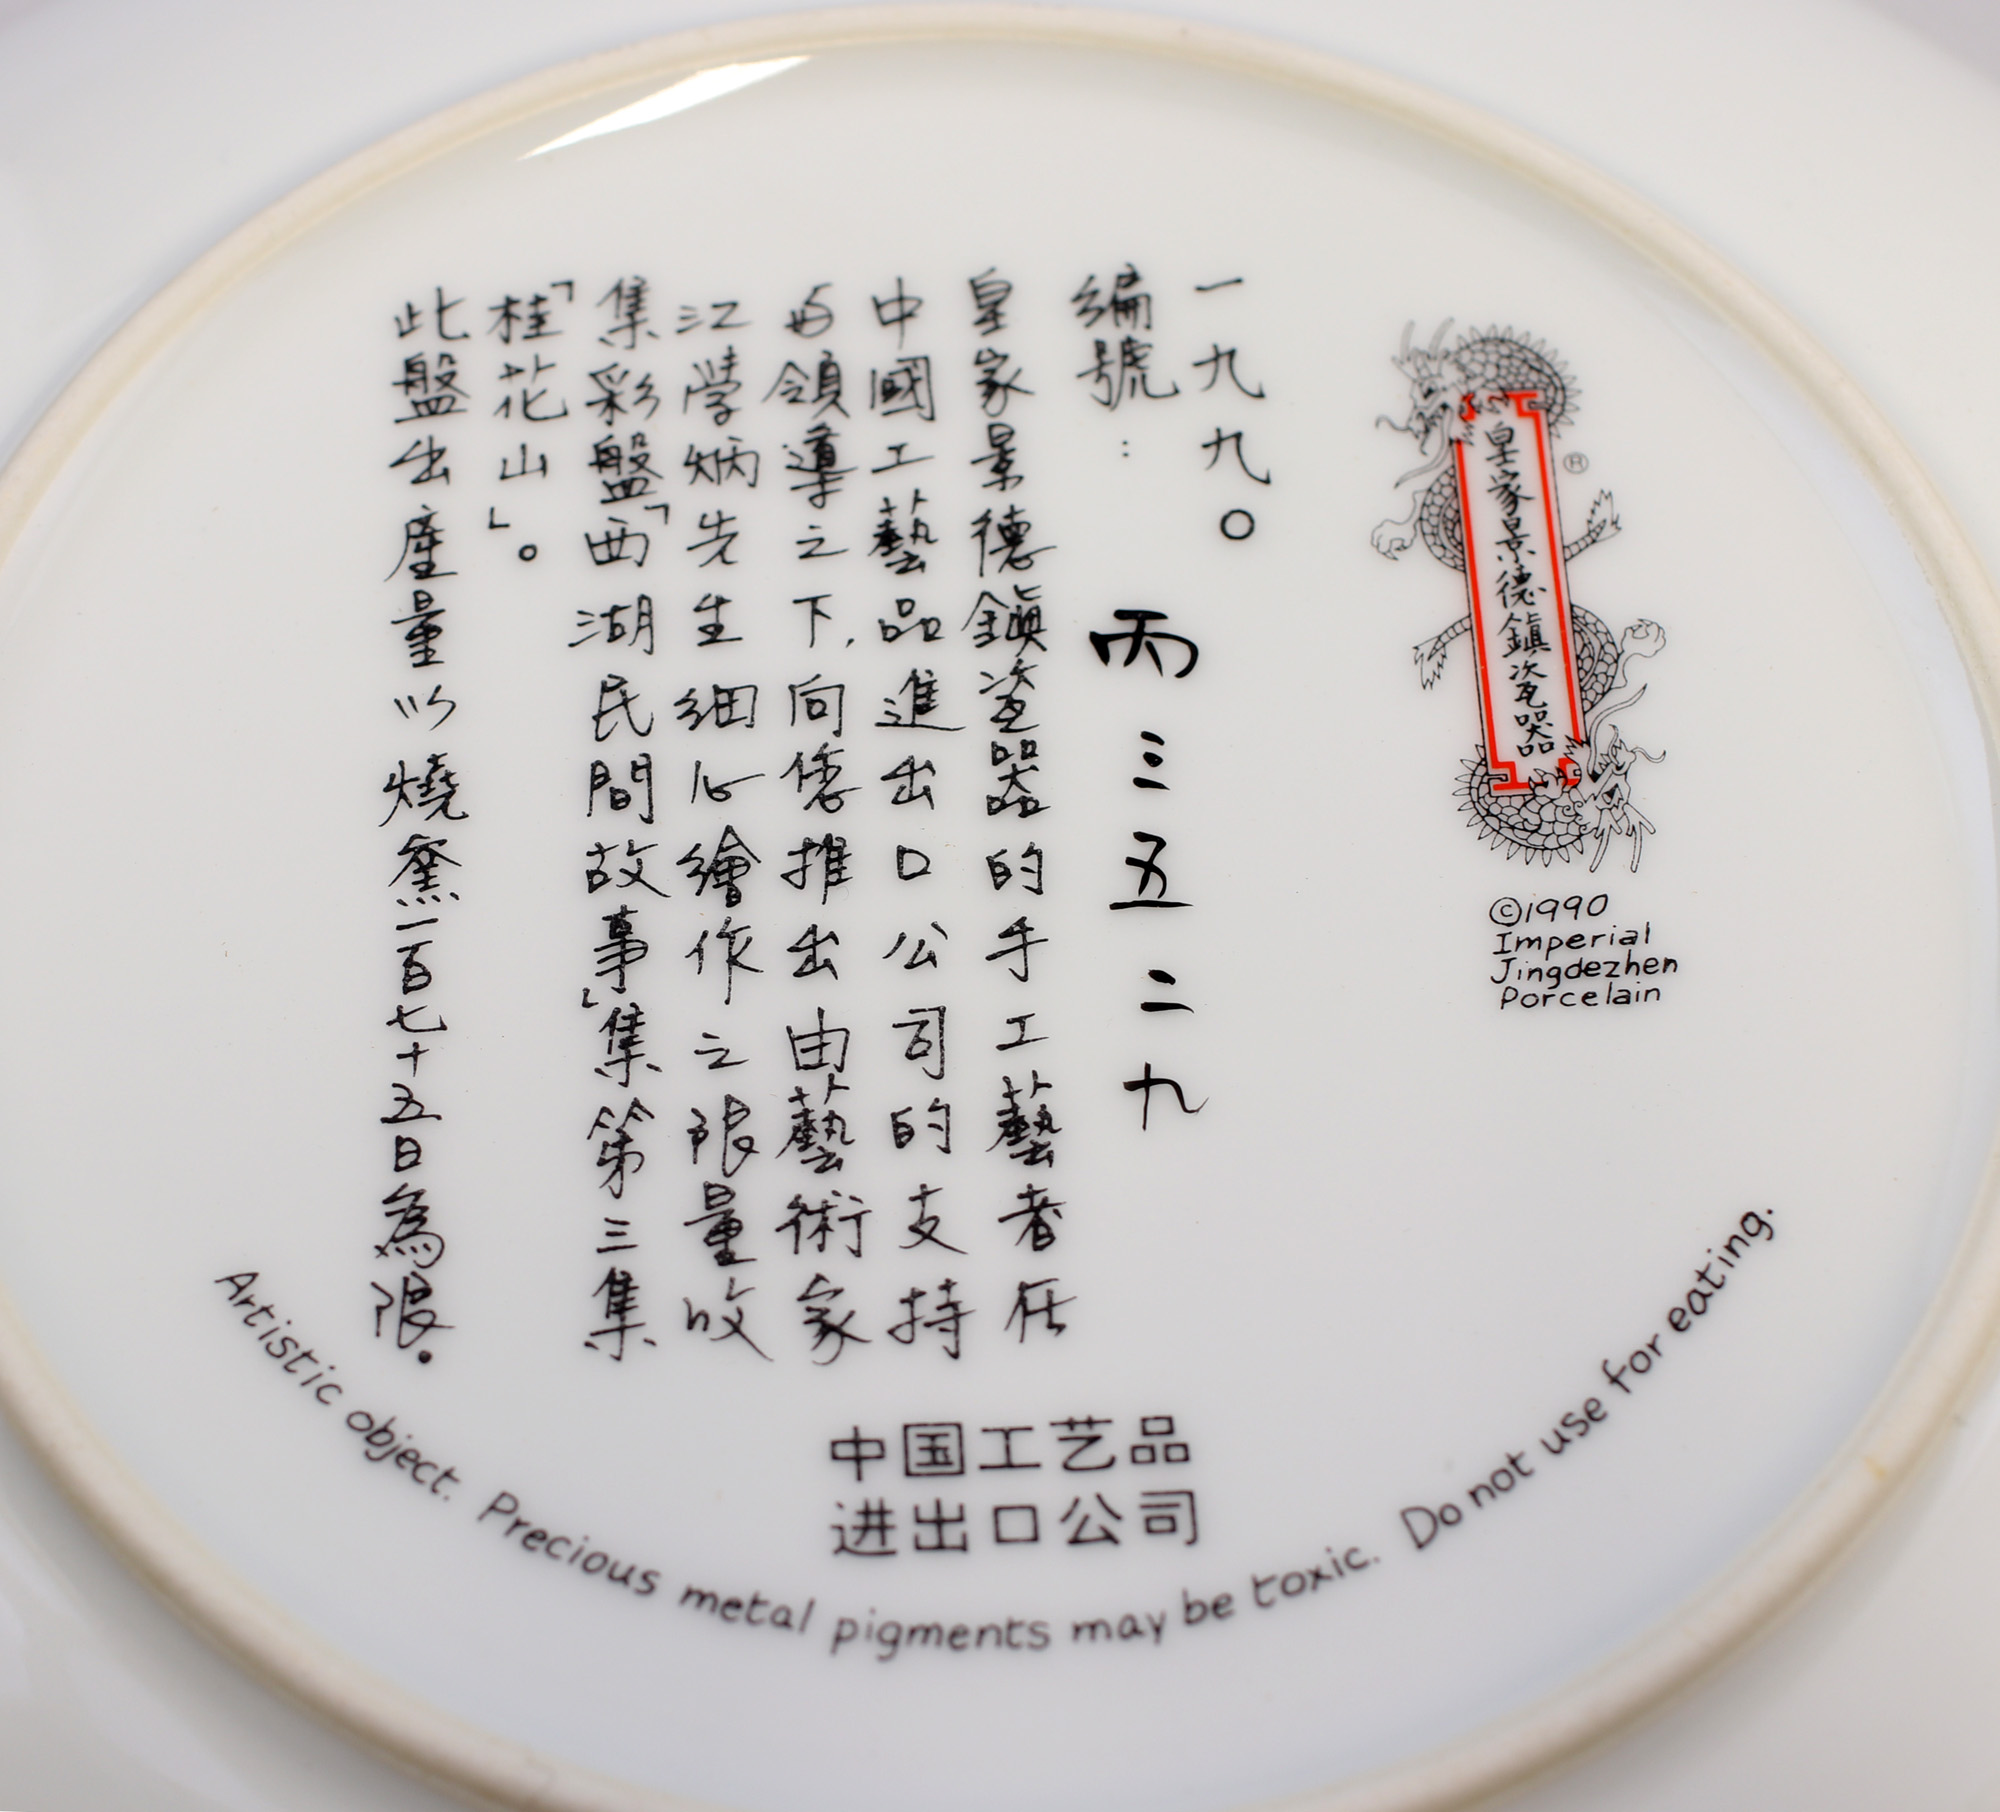 皇家景德鎮瓷器
®
©1990
Imperial
Jingdezhen
Porcelain
一九九〇
編號: 丙三五二九
皇家景德鎮瓷器的手工藝者在
中國工藝品進出口公司的支持
与領導之下,向您推出由藝術家
江學炳先生細心繪作之限量收
集彩盤「西湖民間故事」集第三集
「桂花山」。
此盤出產量以燒窯一百七十五日為限.
中国工艺品
进出口公司
Artistic object. Precious metal pigments may be toxic. Do not use for eating.